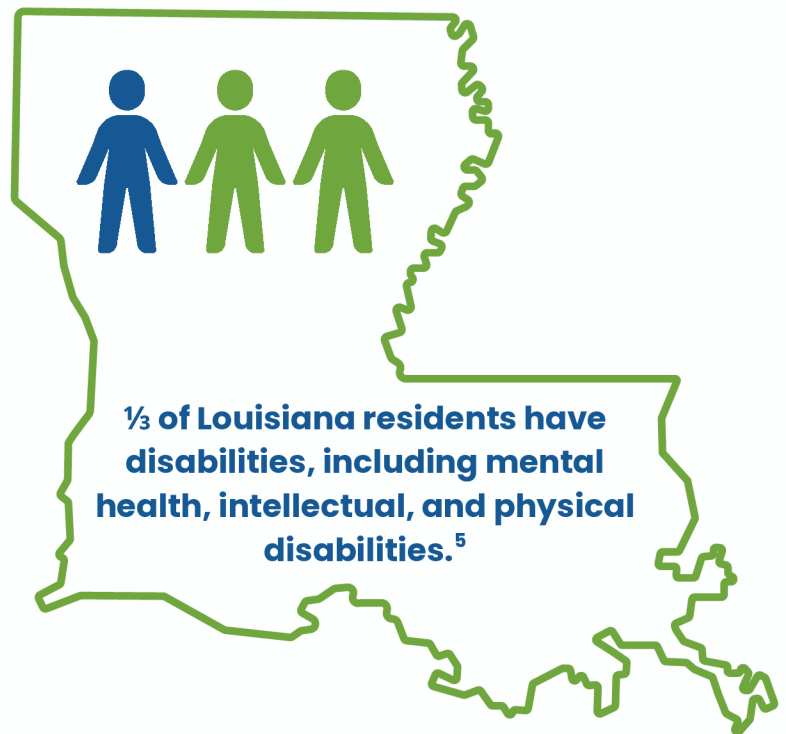 ⅓ of Louisiana residents have
disabilities, including mental
health, intellectual, and physical
disabilities.⁵